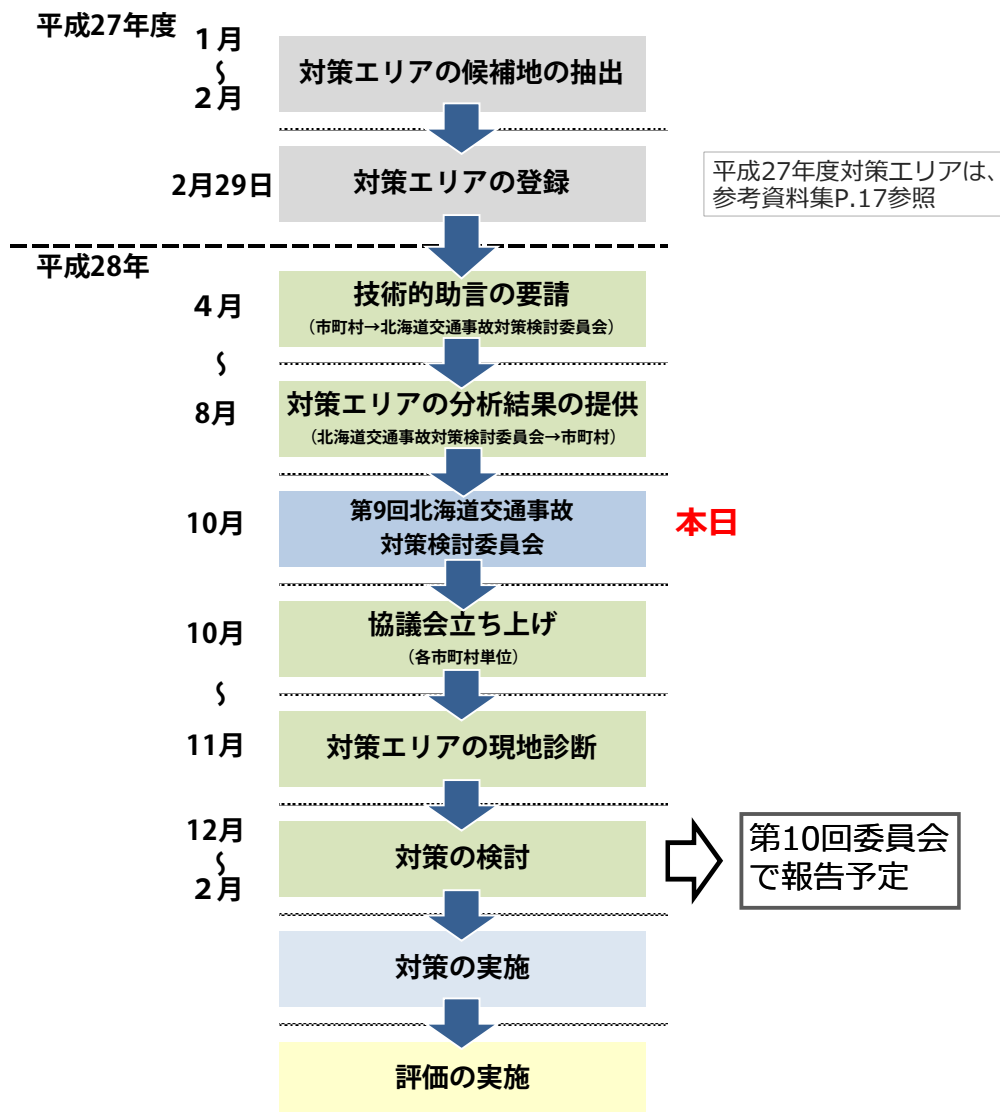 平成27年度
1月
〜
2月
対策エリアの候補地の抽出
2月29日
対策エリアの登録
平成27年度対策エリアは、
参考資料集P.17参照
平成28年
4月
技術的助言の要請
（市町村→北海道交通事故対策検討委員会）
〜
8月
対策エリアの分析結果の提供
（北海道交通事故対策検討委員会→市町村）
10月
第9回北海道交通事故
対策検討委員会
本日
10月
協議会立ち上げ
（各市町村単位）
〜
11月
対策エリアの現地診断
12月
〜
2月
対策の検討
第10回委員会
で報告予定
対策の実施
評価の実施